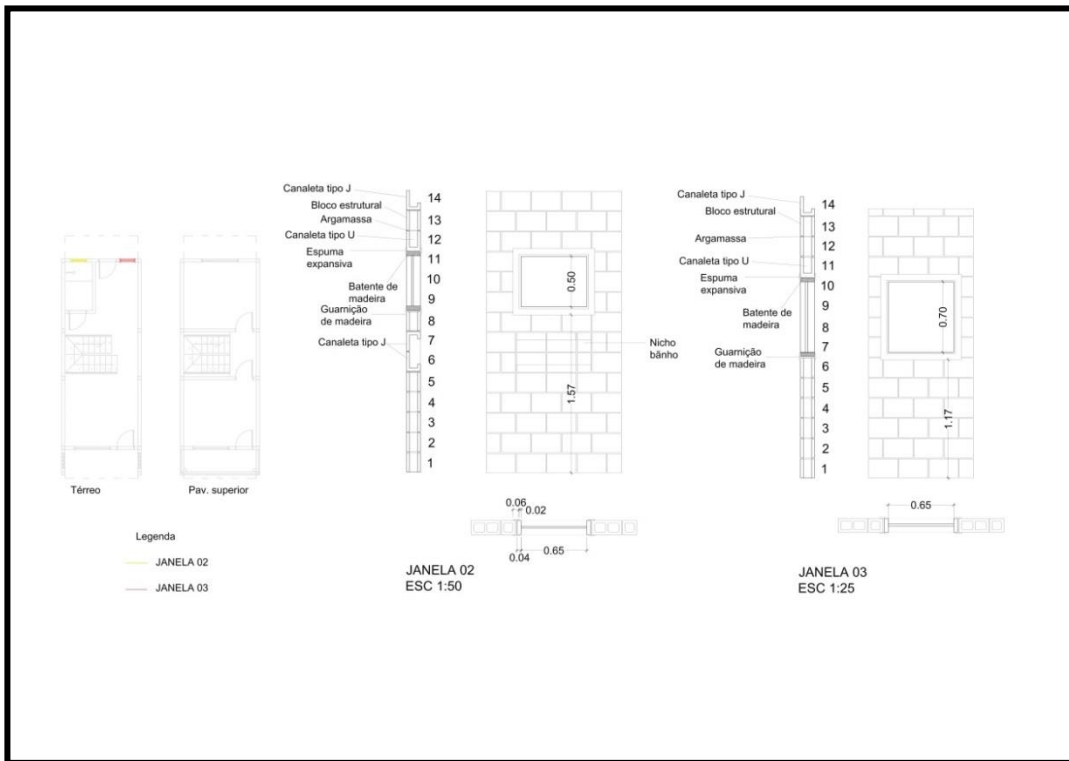 Térreo
Pav. superior
Legenda
JANELA 02
JANELA 03
Canaleta tipo J
Bloco estrutural
Argamassa
Canaleta tipo U
Espuma
expansiva
Batente de
madeira
Guarnição
de madeira
Canaleta tipo J
14
13
12
11
10
9
8
7
6
5
4
3
2
1
0.50
1.57
Nicho
bãnho
0.06
0.02
0.04
0.65
JANELA 02
ESC 1:50
Canaleta tipo J
Bloco estrutural
Argamassa
Canaleta tipo U
Espuma
expansiva
Batente de
madeira
Guarnição
de madeira
14
13
12
11
10
9
8
7
6
5
4
3
2
1
0.70
1.17
0.65
JANELA 03
ESC 1:25